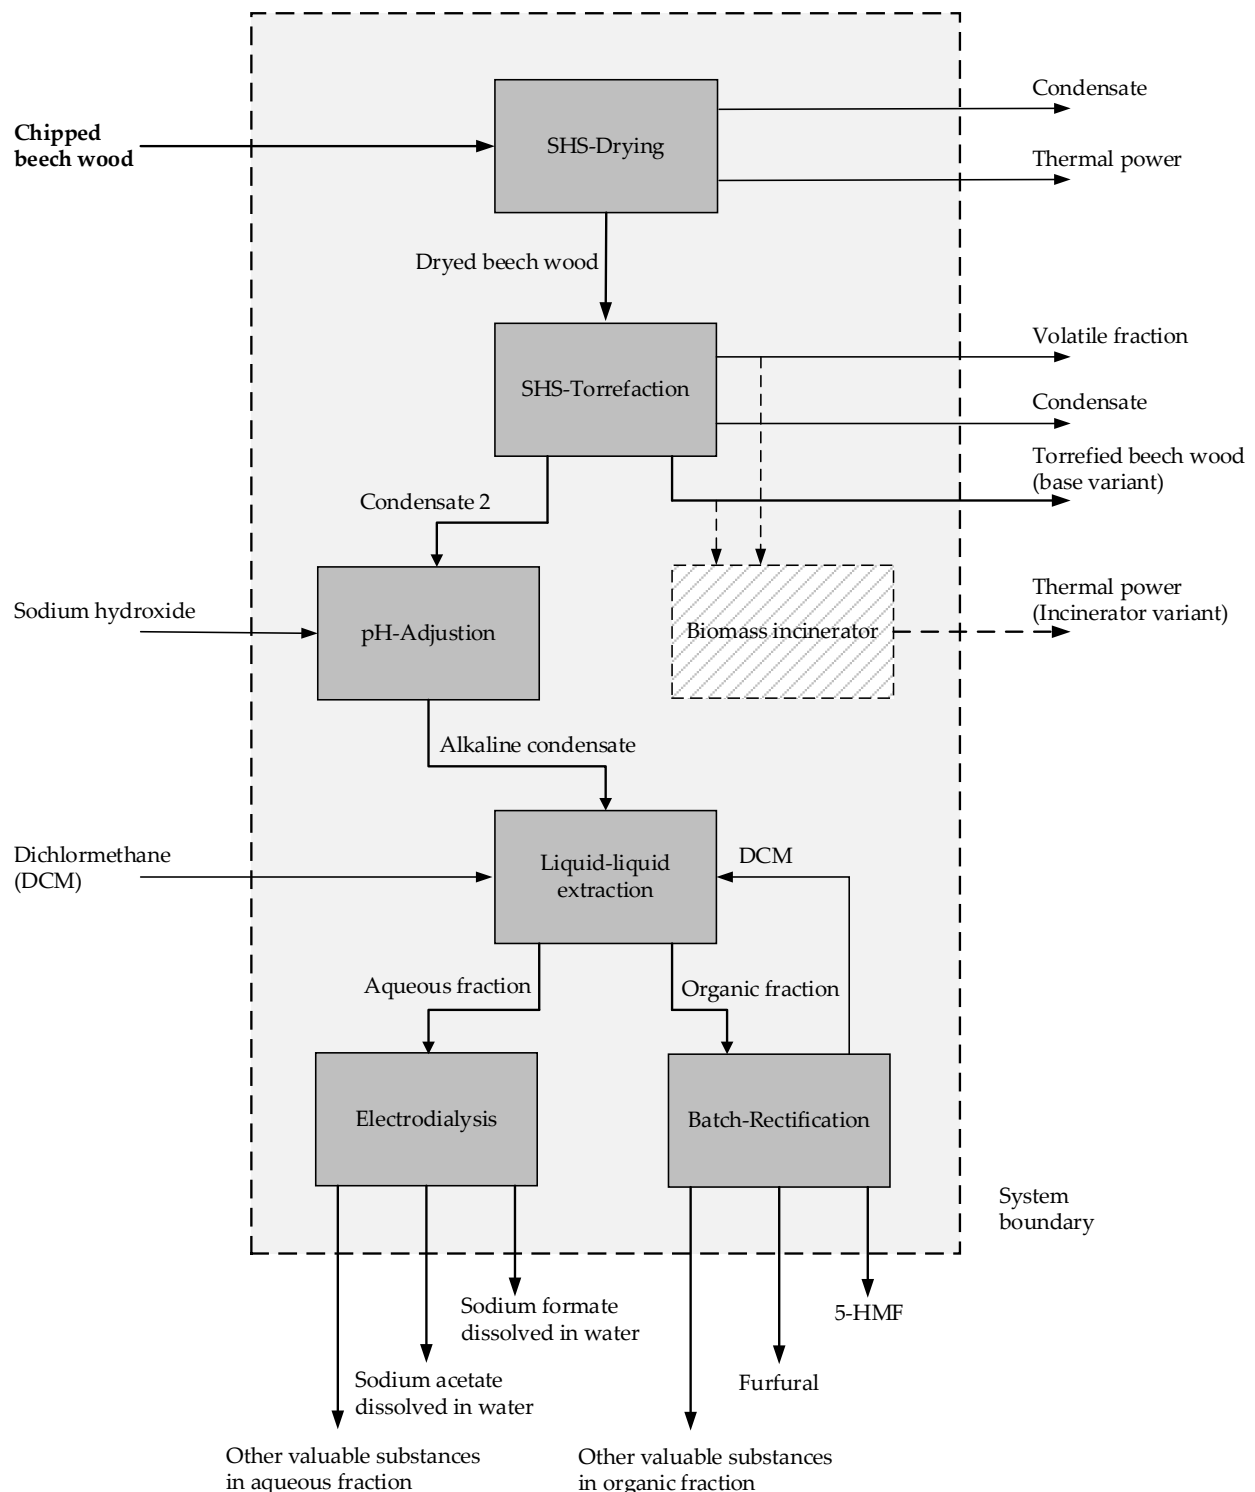 Condensate
Chipped
beech wood
SHS-Drying
Thermal power
Dryed beech wood
Volatile fraction
SHS-Torrefaction
Condensate
Torrefied beech wood
(base variant)
Condensate 2
Sodium hydroxide
pH-Adjustion
Biomass incinerator
Thermal power
(Incinerator variant)
Alkaline condensate
Dichlormethane
(DCM)
Liquid-liquid
extraction
DCM
Aqueous fraction
Organic fraction
Electrodialysis
Batch-Rectification
System
boundary
Sodium formate
dissolved in water
5-HMF
Sodium acetate
dissolved in water
Furfural
Other valuable substances
in aqueous fraction
Other valuable substances
in organic fraction